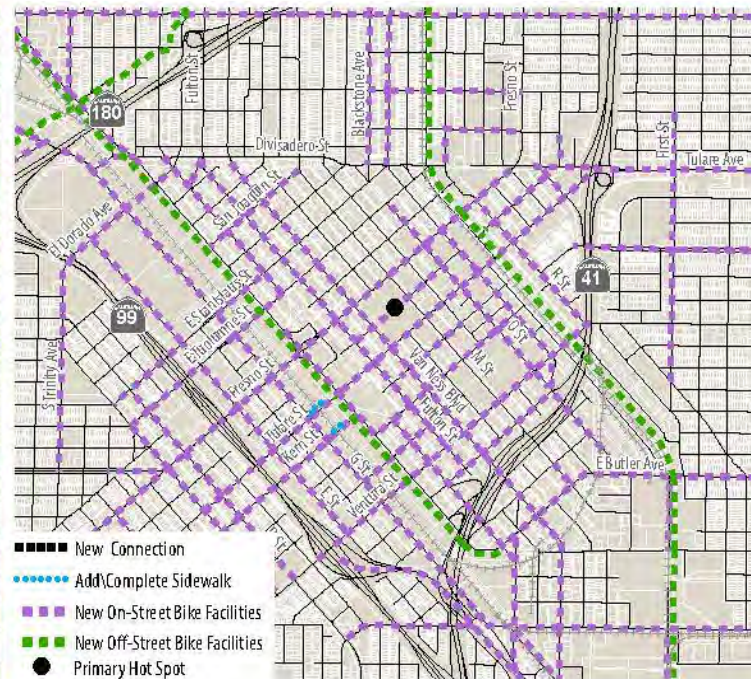 Fulton St
Blackstone Ave
Fresno St
First St
180
Divisadero St
Tulare Ave
San Joaquin St
El Dorado Ave
R St
41
E Stanislaus St
E Tuolumne St
99
O St
M St
S Trinity Ave
Fresno St
Van Ness Blvd
Fulton St
Tulare St
Kern St
G St
E Butler Ave
Ventura St
E St
New Connection
Add\Complete Sidewalk
New On-Street Bike Facilities
New Off-Street Bike Facilities
Primary Hot Spot